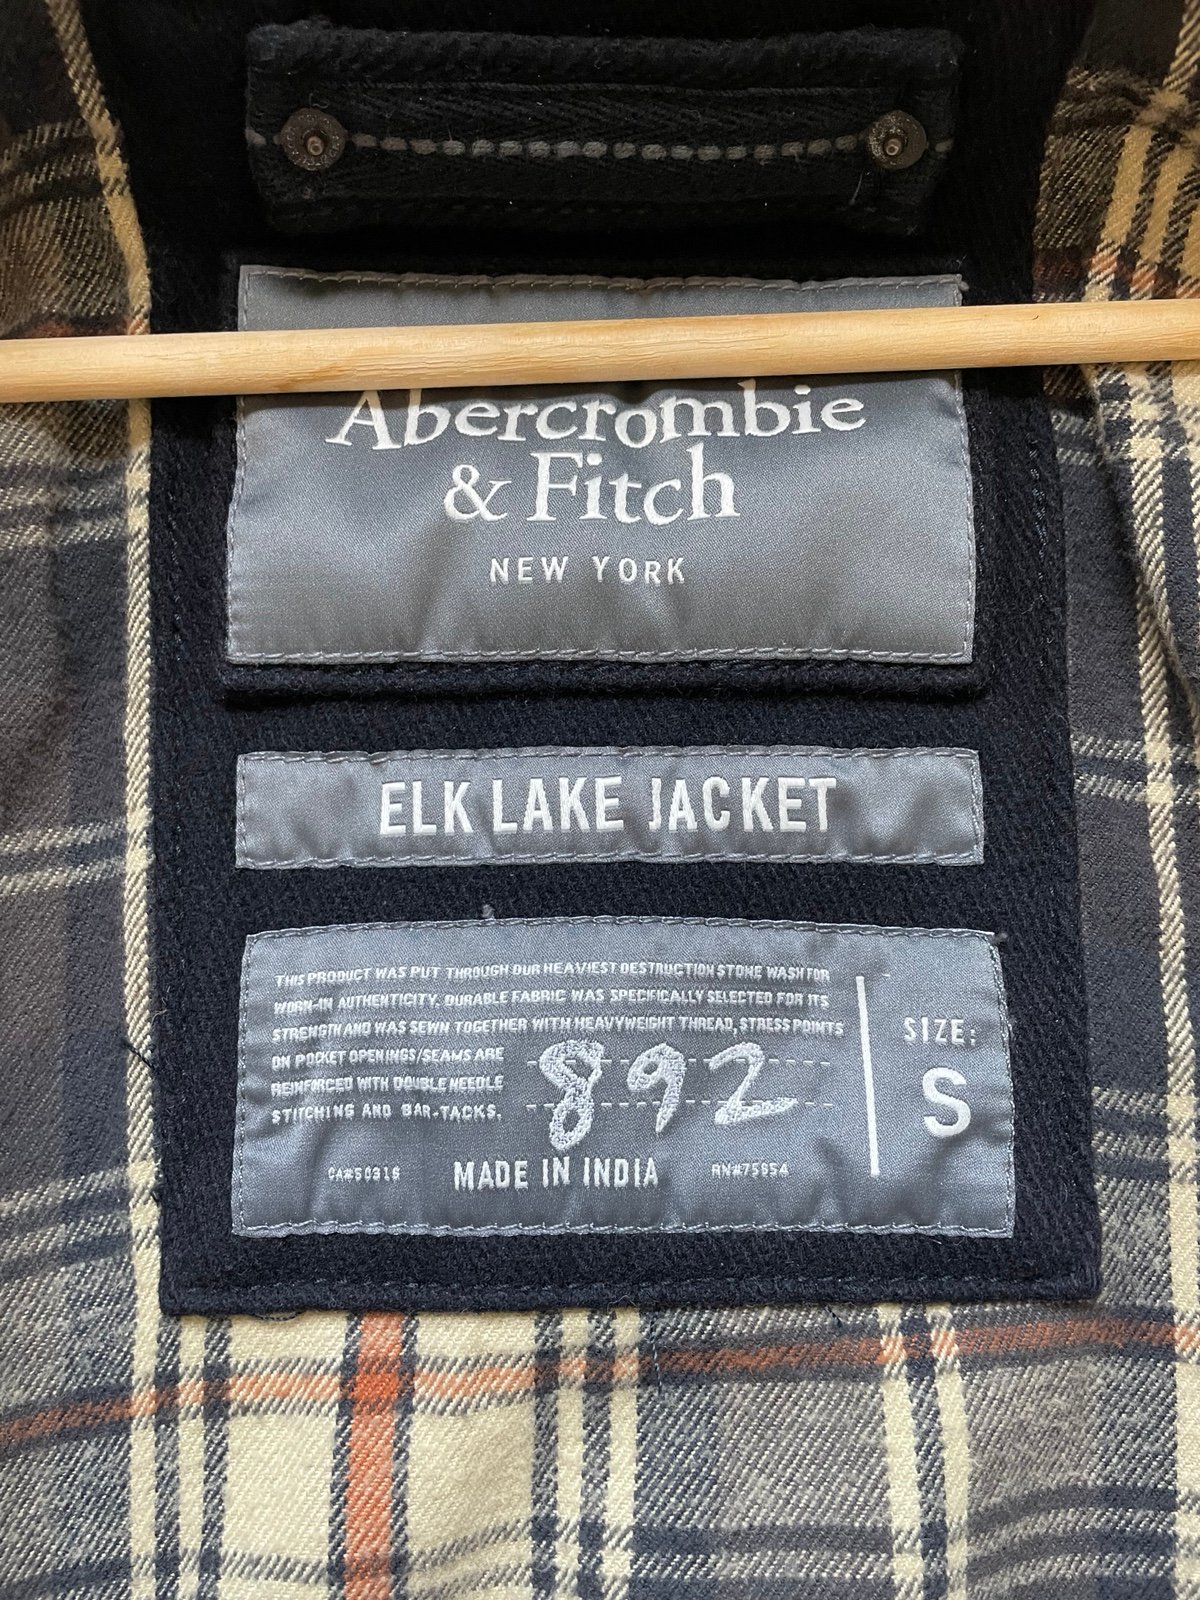 Abercrombie
& Fitch
NEW YORK
ELK LAKE JACKET
THIS PRODUCT WAS PUT THROUGH OUR HEAVIEST DESTRUCTION STONE WASH FOR
WORN-IN AUTHENTICITY. DURABLE FABRIC WAS SPECIFICALLY SELECTED FOR ITS
STRENGTH AND WAS SEWN TOGETHER WITH HEAVYWEIGHT THREAD, STRESS POINTS
ON POCKET OPENINGS/SEAMS ARE
REINFORCED WITH DOUBLE NEEDLE
STITCHING AND BAR-TACKS.
892
CA#50316 MADE IN INDIA RN#75654
SIZE:
S